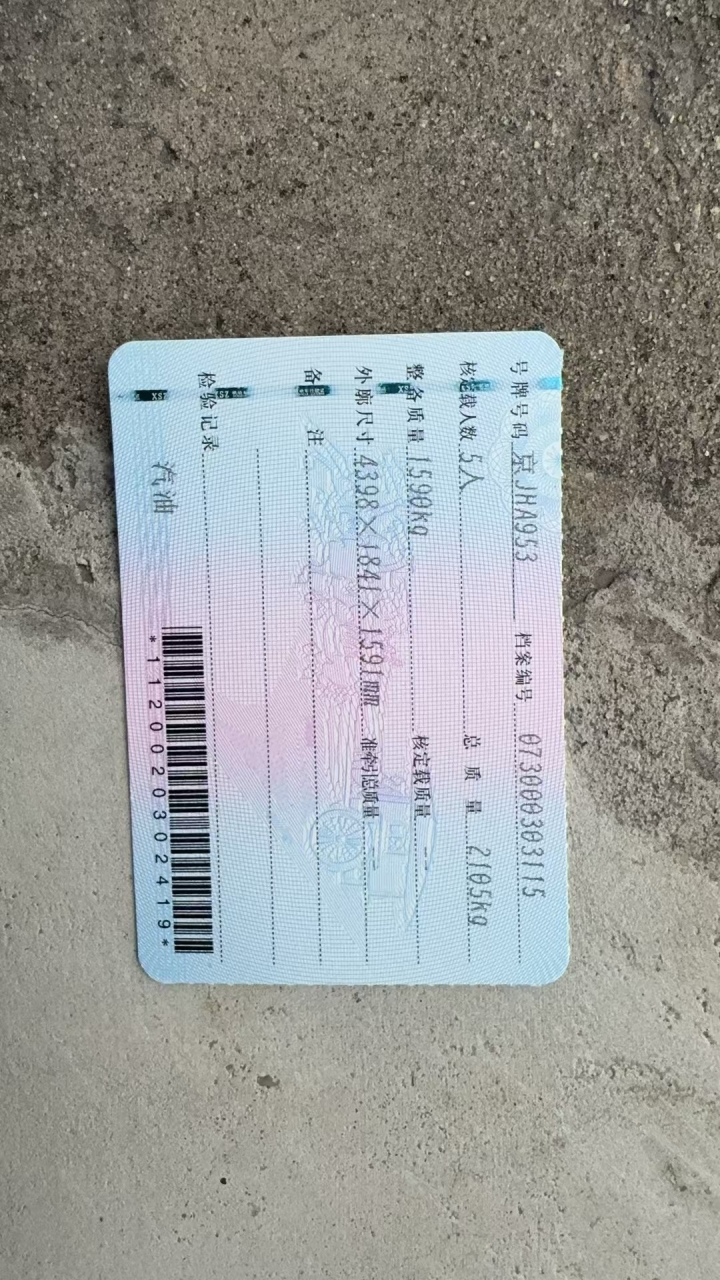 号牌号码 京JHA953 档案编号 073000303115
核定载人数 5人 总质量 2105kg
整备质量 1590kg 核定载质量 --
外廓尺寸 4398×1841×1591mm 准牵引总质量 --
备注
检验记录
汽油
*1120020302419*